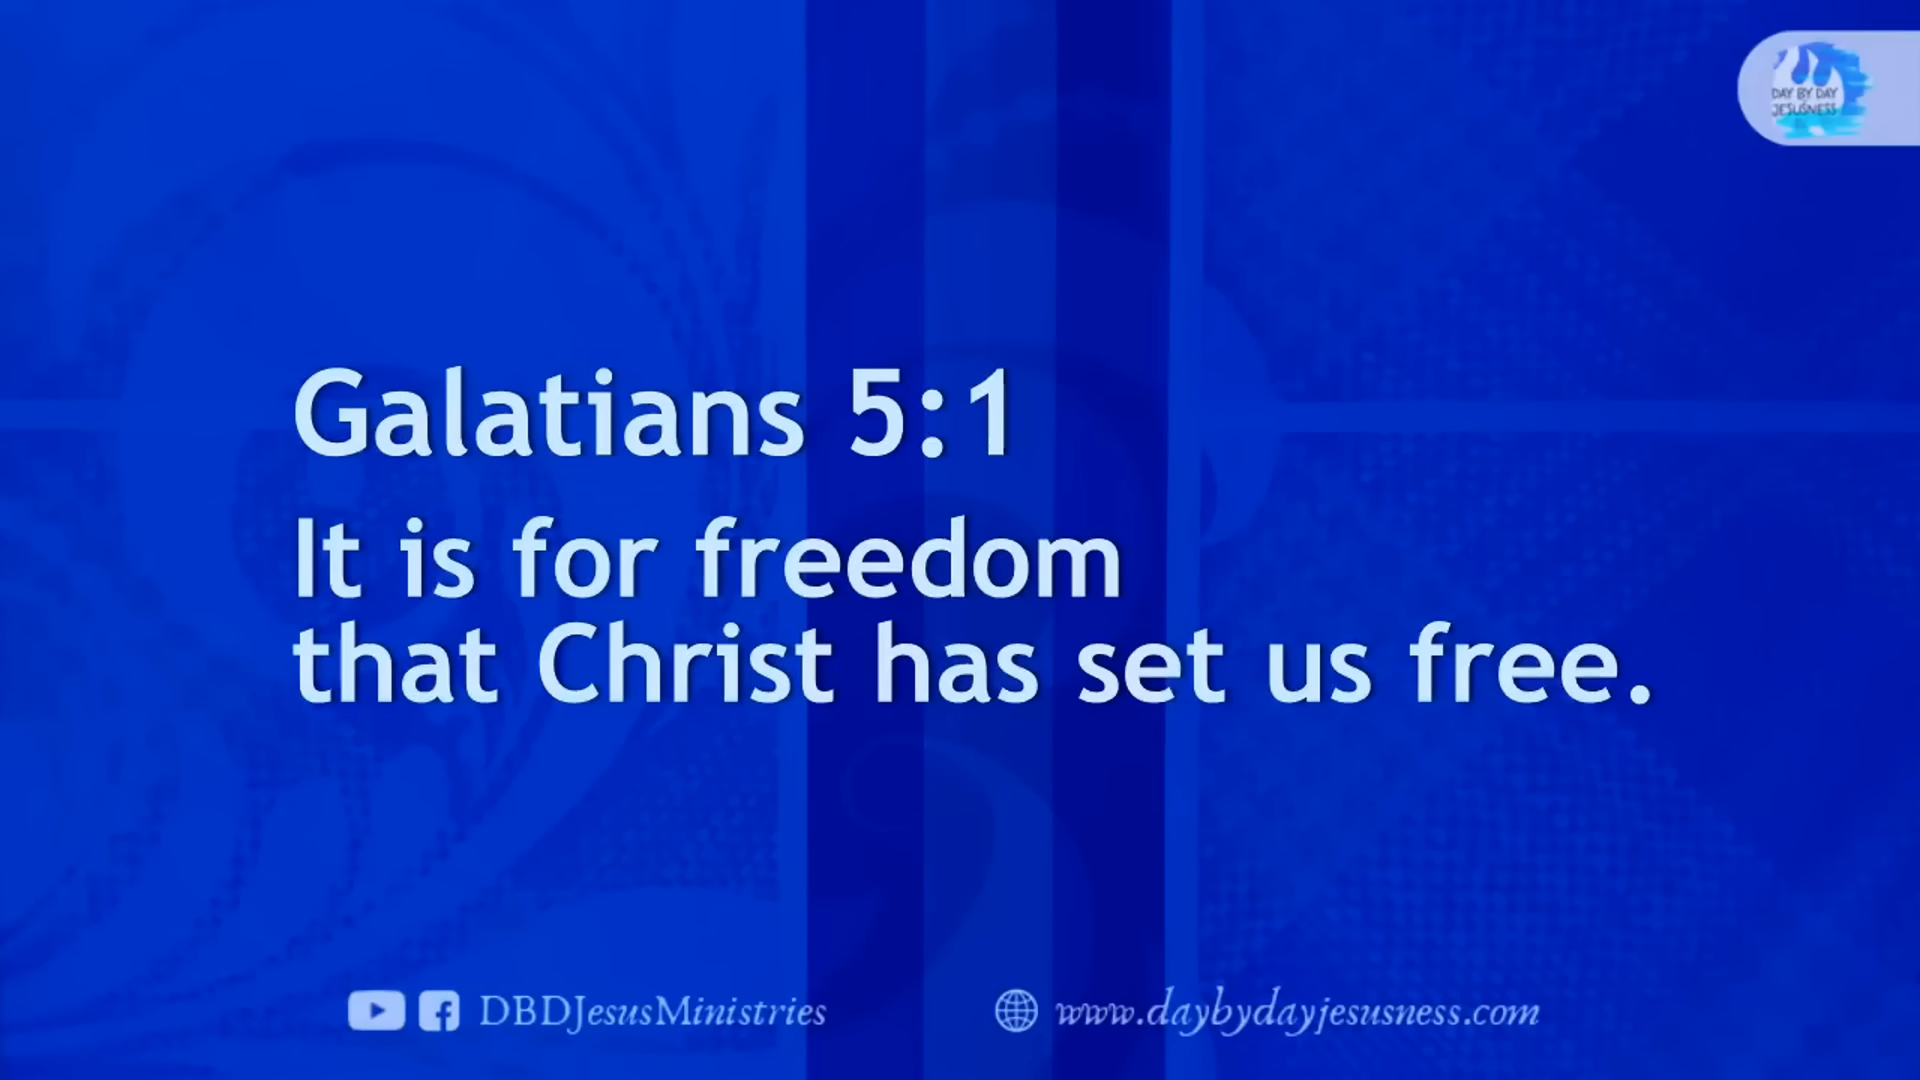 DAY BY DAY
JESUSNESS
Galatians 5:1
It is for freedom
that Christ has set us free.
DBDJesusMinistries
www.daybydayjesusness.com